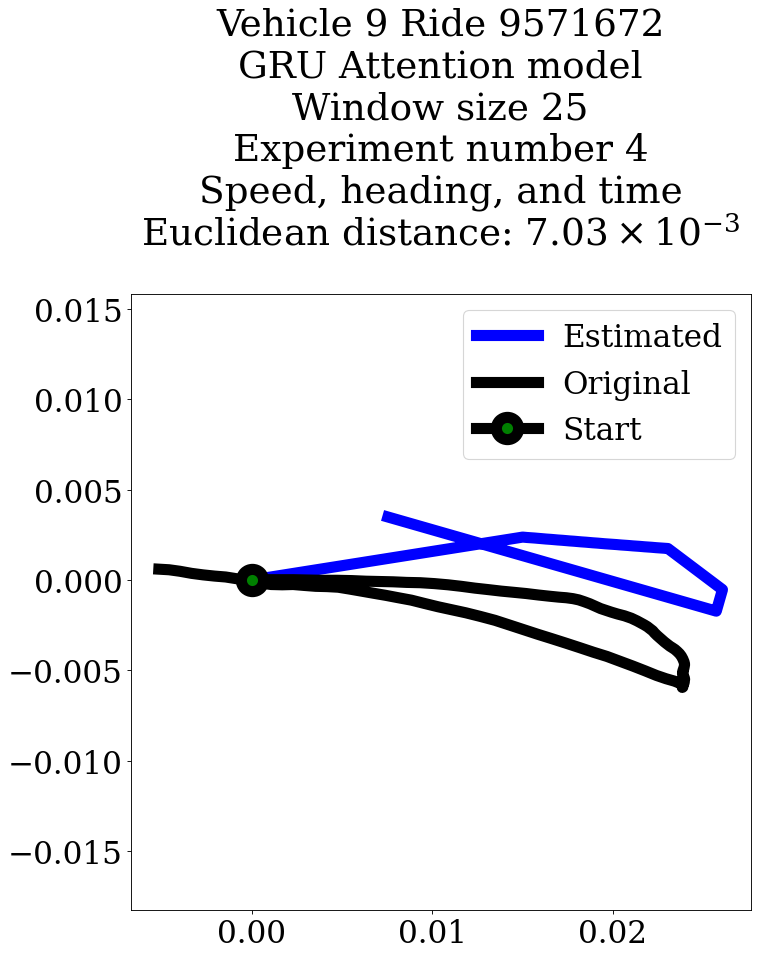 Vehicle 9 Ride 9571672
GRU Attention model
Window size 25
Experiment number 4
Speed, heading, and time
Euclidean distance: 7.03 × 10⁻³
0.015
0.010
0.005
0.000
−0.005
−0.010
−0.015
Estimated
Original
Start
0.00 0.01 0.02